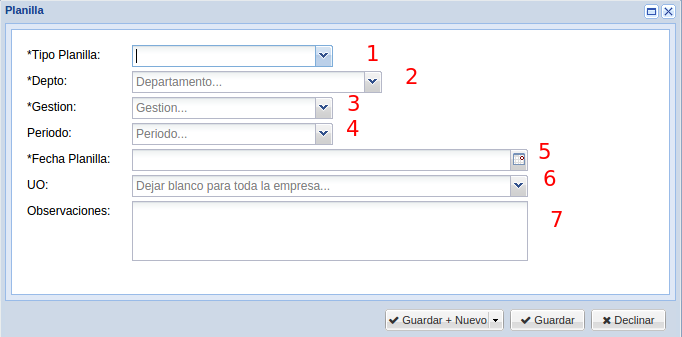 Planilla
*Tipo Planilla: 1
*Depto: Departamento... 2
*Gestion: Gestion... 3
Periodo: Periodo... 4
*Fecha Planilla: 5
UO: Dejar blanco para toda la empresa... 6
Observaciones: 7
Guardar + Nuevo Guardar Declinar